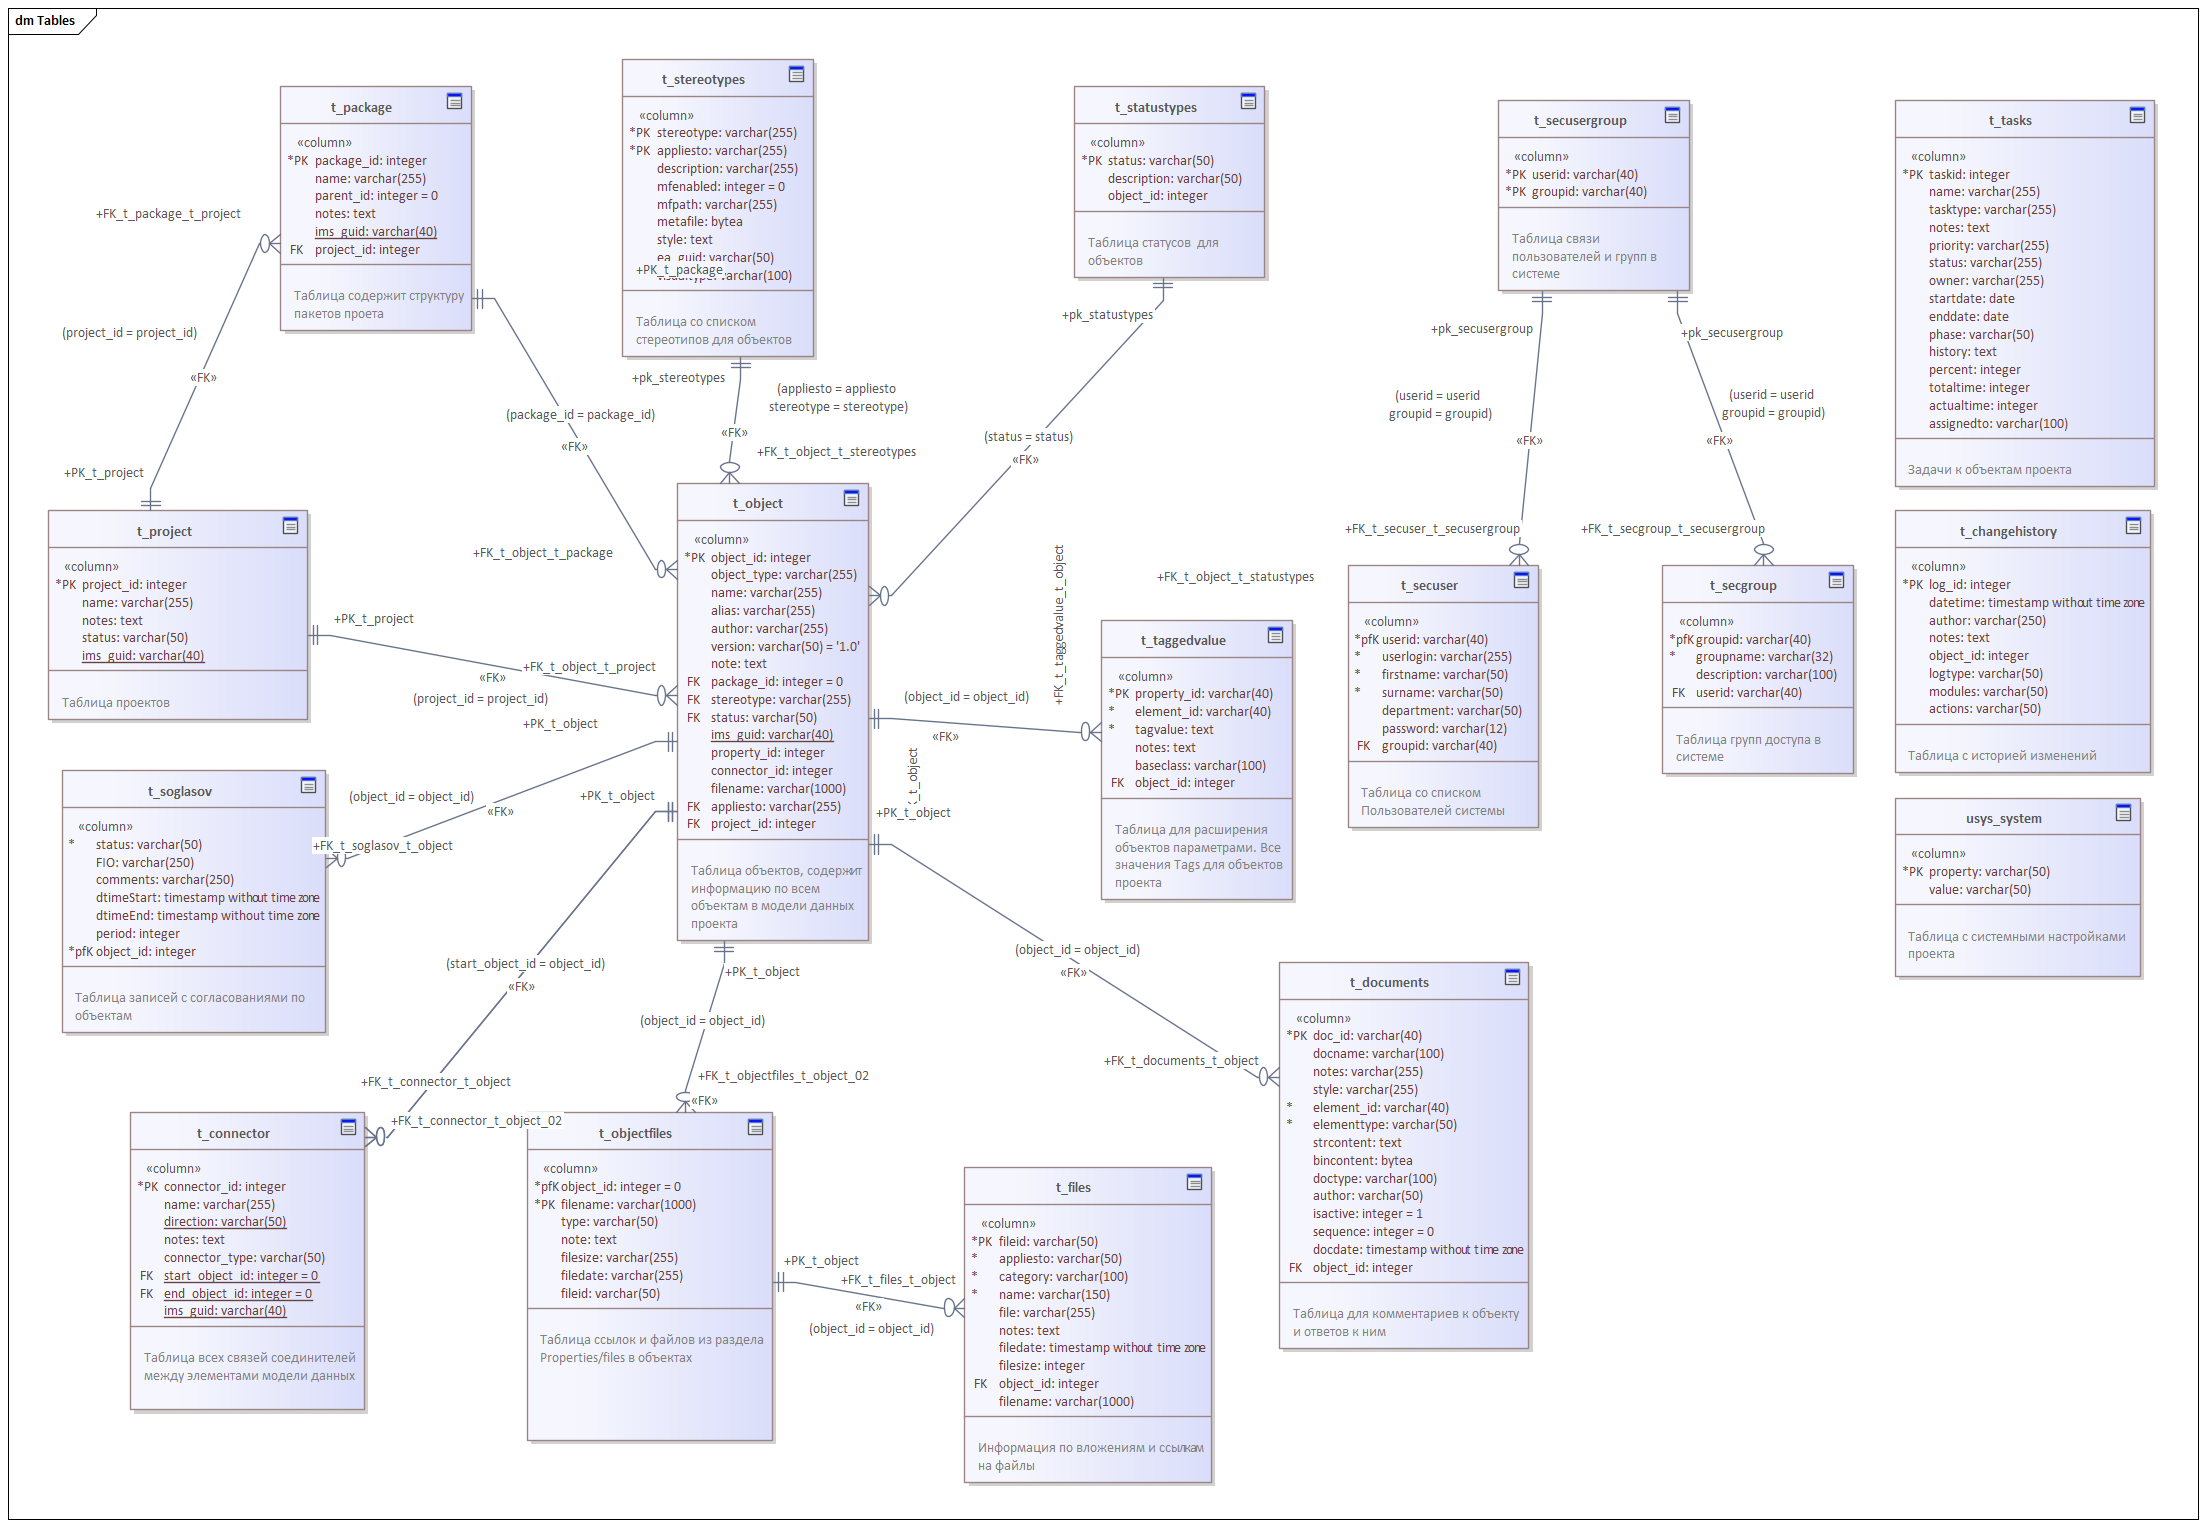 dm Tables
t_package
«column»
*PK package_id: integer
name: varchar(255)
parent_id: integer = 0
notes: text
ims_guid: varchar(40)
FK project_id: integer
Таблица содержит структуру
пакетов проета
t_stereotypes
«column»
*PK stereotype: varchar(255)
*PK appliesto: varchar(255)
description: varchar(255)
mfenabled: integer = 0
mfpath: varchar(255)
metafile: bytea
style: text
ea_guid: varchar(50)
+PK_t_package
varchar(100)
Таблица со списком
стереотипов для объектов
t_statustypes
«column»
*PK status: varchar(50)
description: varchar(50)
object_id: integer
Таблица статусов для
объектов
t_secusergroup
«column»
*PK userid: varchar(40)
*PK groupid: varchar(40)
Таблица связи
пользователей и групп в
системе
t_tasks
«column»
*PK taskid: integer
name: varchar(255)
tasktype: varchar(255)
notes: text
priority: varchar(255)
status: varchar(255)
owner: varchar(255)
startdate: date
enddate: date
phase: varchar(50)
history: text
percent: integer
totaltime: integer
actualtime: integer
assignedto: varchar(100)
Задачи к объектам проекта
+FK_t_package_t_project
(project_id = project_id)
«FK»
+PK_t_project
(package_id = package_id)
«FK»
+FK_t_object_t_package
+pk_stereotypes
(appliesto = appliesto
stereotype = stereotype)
«FK»
+FK_t_object_t_stereotypes
+pk_statustypes
(status = status)
«FK»
+FK_t_object_t_statustypes
+pk_secusergroup
(userid = userid
groupid = groupid)
«FK»
+FK_t_secuser_t_secusergroup
+pk_secusergroup
(userid = userid
groupid = groupid)
«FK»
+FK_t_secgroup_t_secusergroup
t_project
«column»
*PK project_id: integer
name: varchar(255)
notes: text
status: varchar(50)
ims_guid: varchar(40)
Таблица проектов
+PK_t_project
+FK_t_object_t_project
«FK»
(project_id = project_id)
t_object
«column»
*PK object_id: integer
object_type: varchar(255)
name: varchar(255)
alias: varchar(255)
author: varchar(255)
version: varchar(50) = '1.0'
note: text
FK package_id: integer = 0
FK stereotype: varchar(255)
FK status: varchar(50)
ims_guid: varchar(40)
property_id: integer
connector_id: integer
filename: varchar(1000)
FK appliesto: varchar(255)
FK project_id: integer
Таблица объектов, содержит
информацию по всем
объектам в модели данных
проекта
+FK_t_taggedvalue_t_object
(object_id = object_id)
«FK»
_t_object
t_taggedvalue
«column»
*PK property_id: varchar(40)
* element_id: varchar(40)
* tagvalue: text
notes: text
baseclass: varchar(100)
FK object_id: integer
Таблица для расширения
объектов параметрами. Все
значения Tags для объектов
проекта
t_secuser
«column»
*pfK userid: varchar(40)
* userlogin: varchar(255)
* firstname: varchar(50)
* surname: varchar(50)
department: varchar(50)
password: varchar(12)
FK groupid: varchar(40)
Таблица со списком
Пользователей системы
t_secgroup
«column»
*pfK groupid: varchar(40)
* groupname: varchar(32)
description: varchar(100)
FK userid: varchar(40)
Таблица групп доступа в
системе
t_changehistory
«column»
*PK log_id: integer
datetime: timestamp without time zone
author: varchar(250)
notes: text
object_id: integer
logtype: varchar(50)
modules: varchar(50)
actions: varchar(50)
Таблица с историей изменений
usys_system
«column»
*PK property: varchar(50)
value: varchar(50)
Таблица с системными настройками
проекта
t_soglasov
«column»
* status: varchar(50)
FIO: varchar(250)
comments: varchar(250)
dtimeStart: timestamp without time zone
dtimeEnd: timestamp without time zone
period: integer
*pfK object_id: integer
Таблица записей с согласованиями по
объектам
+PK_t_object
(object_id = object_id)
«FK»
+FK_t_soglasov_t_object
+PK_t_object
(start_object_id = object_id)
«FK»
+FK_t_connector_t_object
+FK_t_connector_t_object_02
+PK_t_object
(object_id = object_id)
+FK_t_objectfiles_t_object_02
«FK»
+PK_t_object
(object_id = object_id)
«FK»
+FK_t_documents_t_object
t_documents
«column»
*PK doc_id: varchar(40)
docname: varchar(100)
notes: varchar(255)
style: varchar(255)
* element_id: varchar(40)
* elementtype: varchar(50)
strcontent: text
bincontent: bytea
doctype: varchar(100)
author: varchar(50)
isactive: integer = 1
sequence: integer = 0
docdate: timestamp without time zone
FK object_id: integer
Таблица для комментариев к объекту
и ответов к ним
t_connector
«column»
*PK connector_id: integer
name: varchar(255)
direction: varchar(50)
notes: text
connector_type: varchar(50)
FK start_object_id: integer = 0
FK end_object_id: integer = 0
ims_guid: varchar(40)
Таблица всех связей соединителей
между элементами модели данных
t_objectfiles
«column»
*pfK object_id: integer = 0
*PK filename: varchar(1000)
type: varchar(50)
note: text
filesize: varchar(255)
filedate: varchar(255)
fileid: varchar(50)
Таблица ссылок и файлов из раздела
Properties/files в объектах
+PK_t_object
+FK_t_files_t_object
«FK»
(object_id = object_id)
t_files
«column»
*PK fileid: varchar(50)
* appliesto: varchar(50)
* category: varchar(100)
* name: varchar(150)
file: varchar(255)
notes: text
filedate: timestamp without time zone
filesize: integer
FK object_id: integer
filename: varchar(1000)
Информация по вложениям и ссылкам
на файлы